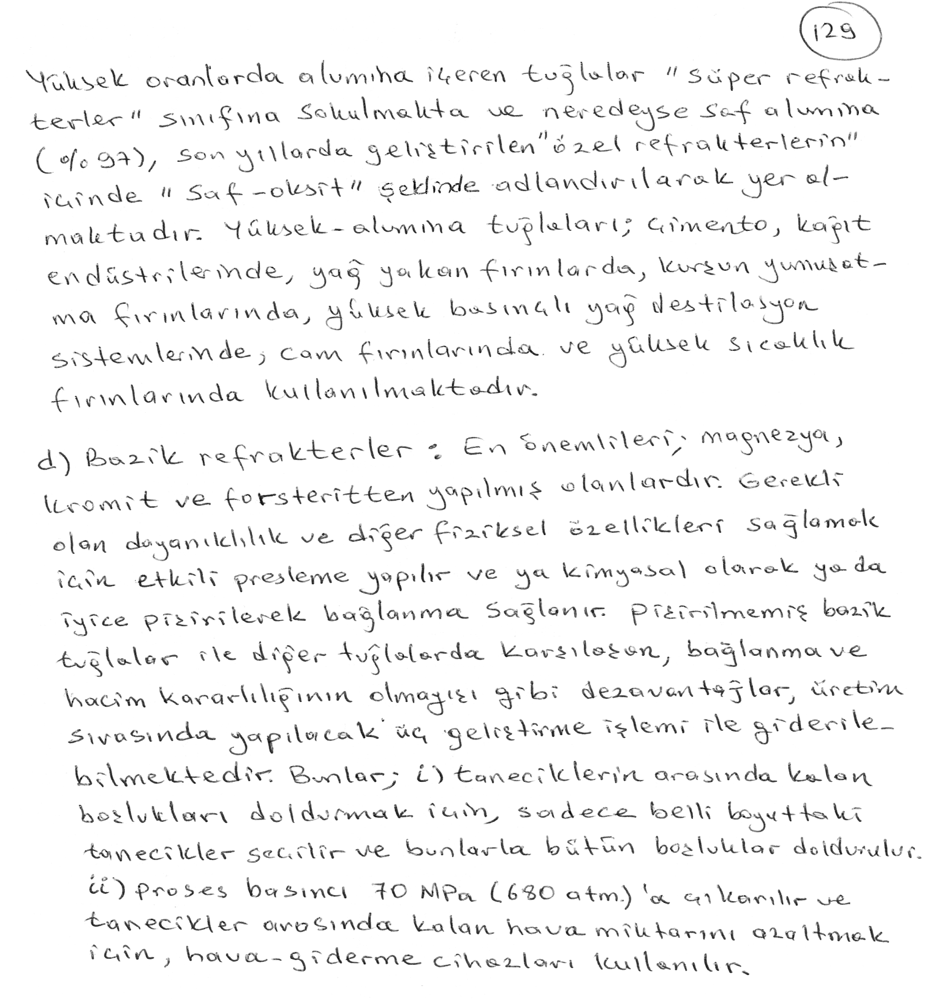 129
Yüksek oranlarda alumina içeren tuğlalar "Süper refrak-
terler" sınıfına sokulmakta ve neredeyse saf alumina
(%97), son yıllarda geliştirilen "özel refrakterlerin"
içinde "Saf-oksit" şeklinde adlandırılarak yer al-
maktadır. Yüksek-alumina tuğlaları; Çimento, kağıt
endüstrilerinde, yağ yakan fırınlarda, kurşun yumuşat-
ma fırınlarında, yüksek basınçlı yağ destilasyon
sistemlerinde, cam fırınlarında ve yüksek sıcaklık
fırınlarında kullanılmaktadır.
d) Bazik refrakterler : En önemlileri; magnezya,
kromit ve forsteritten yapılmış olanlardır. Gerekli
olan dayanıklılık ve diğer fiziksel özellikleri sağlamak
için etkili presleme yapılır ve ya kimyasal olarak ya da
iyice pişirilerek bağlanma sağlanır. Pişirilmemiş bazik
tuğlalar ile diğer tuğlalarda karşılaşan, bağlanma ve
hacim kararlılığının olmayışı gibi dezavantajlar, üretim
sırasında yapılacak üç geliştirme işlemi ile giderile-
bilmektedir. Bunlar; i) taneciklerin arasında kalan
boşlukları doldurmak için, sadece belli boyuttaki
tanecikler seçilir ve bunlarla bütün boşluklar doldurulur.
ii) proses basıncı 70 MPa (680 atm.) 'a çıkarılır ve
tanecikler arasında kalan hava miktarını azaltmak
için, hava-giderme cihazları kullanılır.